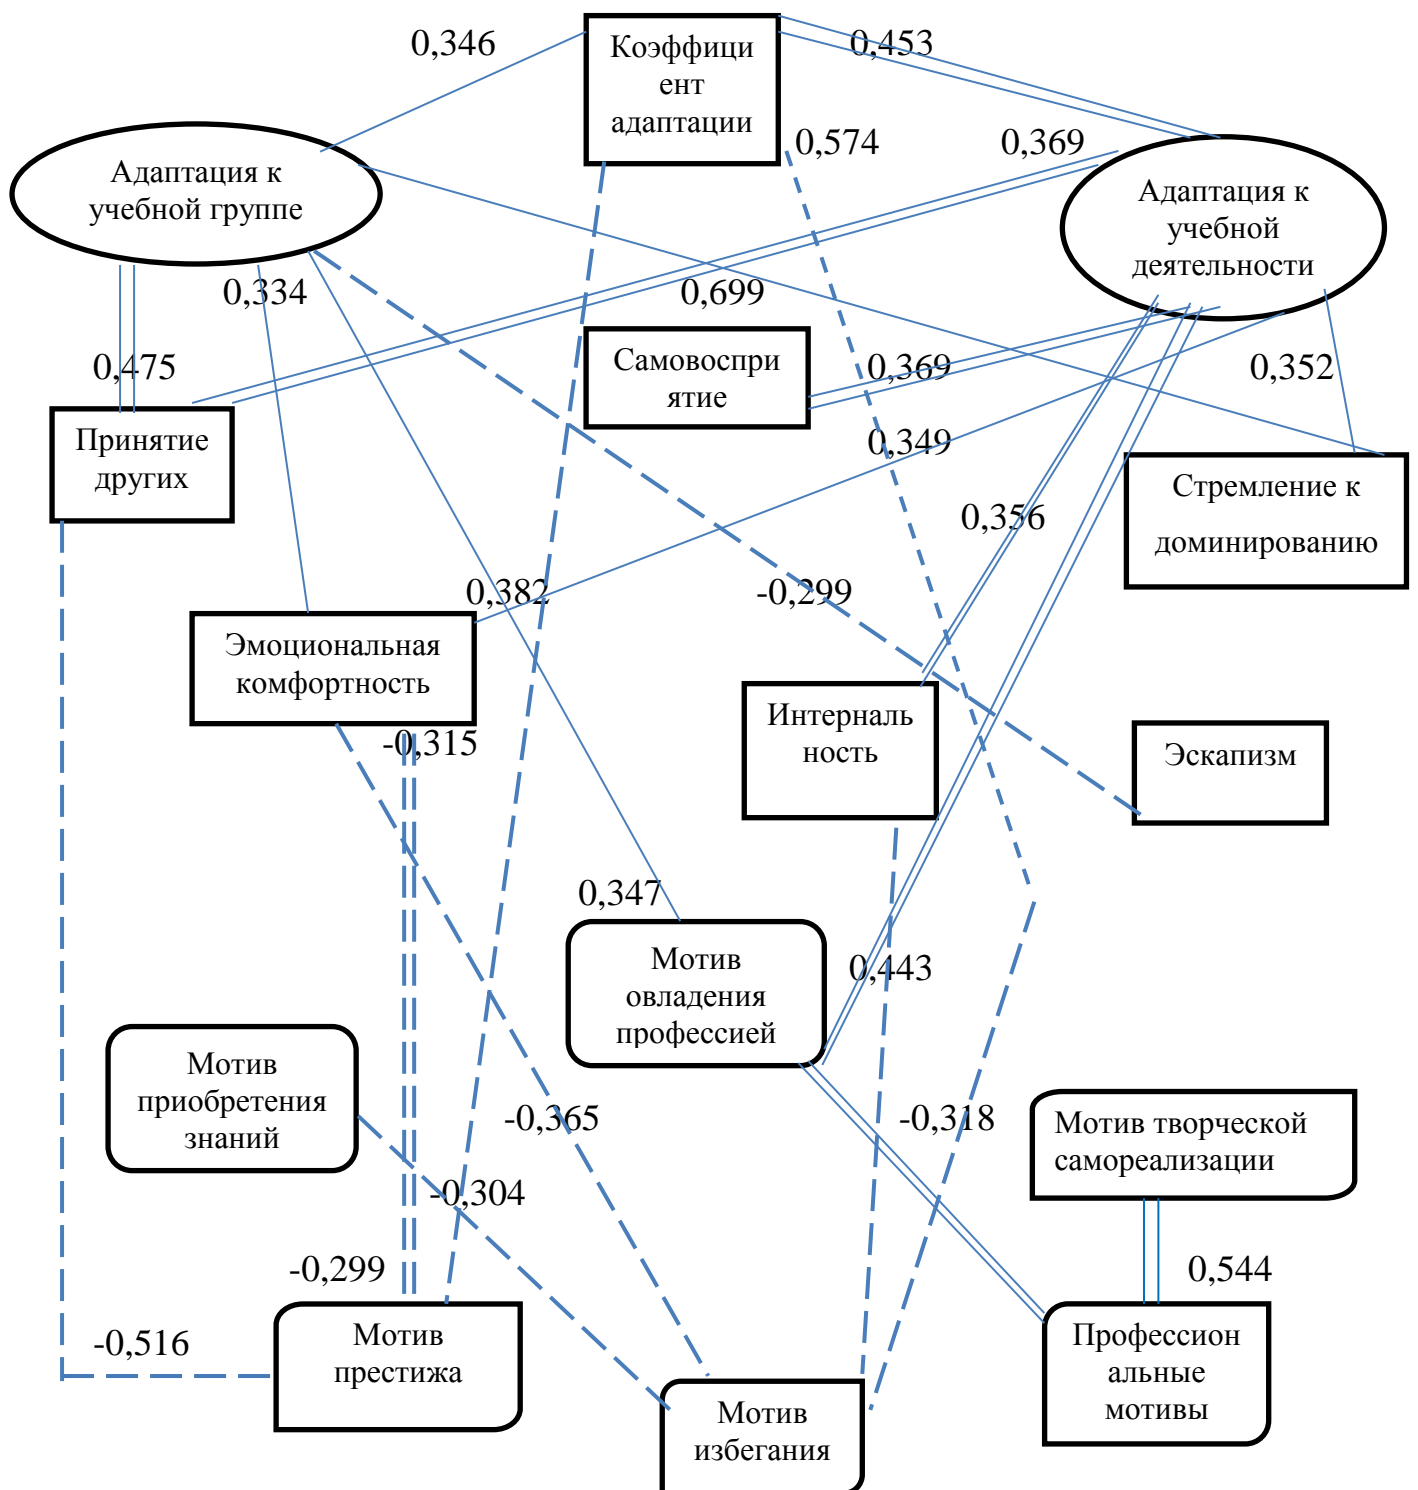 0,346
Коэффици
ент
адаптации
0,453
0,574
0,369
Адаптация к
учебной группе
Адаптация к
учебной
деятельности
0,334
0,699
0,475
Самовосприя
ятие
0,369
0,352
Принятие
других
0,349
Стремление к
доминированию
0,356
0,382
-0,299
Эмоциональная
комфортность
Интерналь
ность
-0,315
Эскапизм
0,347
Мотив
овладения
профессией
0,443
Мотив
приобретения
знаний
-0,365
-0,318
Мотив творческой
самореализации
-0,304
-0,299
0,544
-0,516
Мотив
престижа
Профессион
альные
мотивы
Мотив
избегания